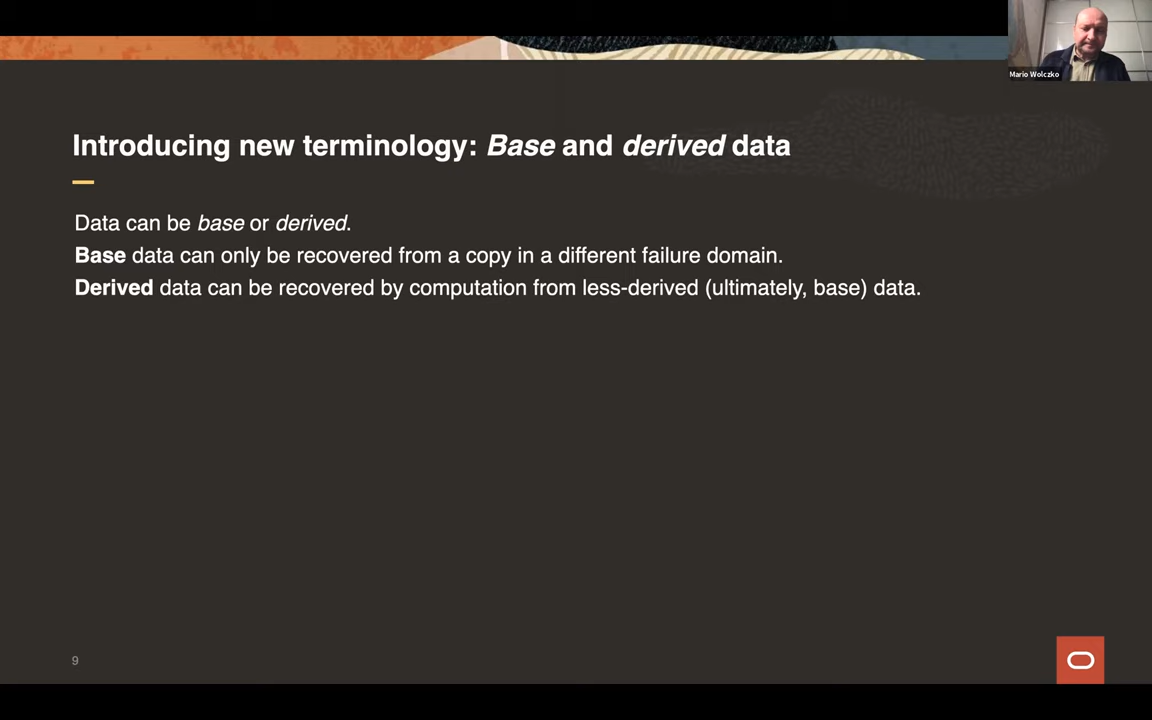 Mario Wolczko
Introducing new terminology: Base and derived data
Data can be base or derived.
Base data can only be recovered from a copy in a different failure domain.
Derived data can be recovered by computation from less-derived (ultimately, base) data.
9